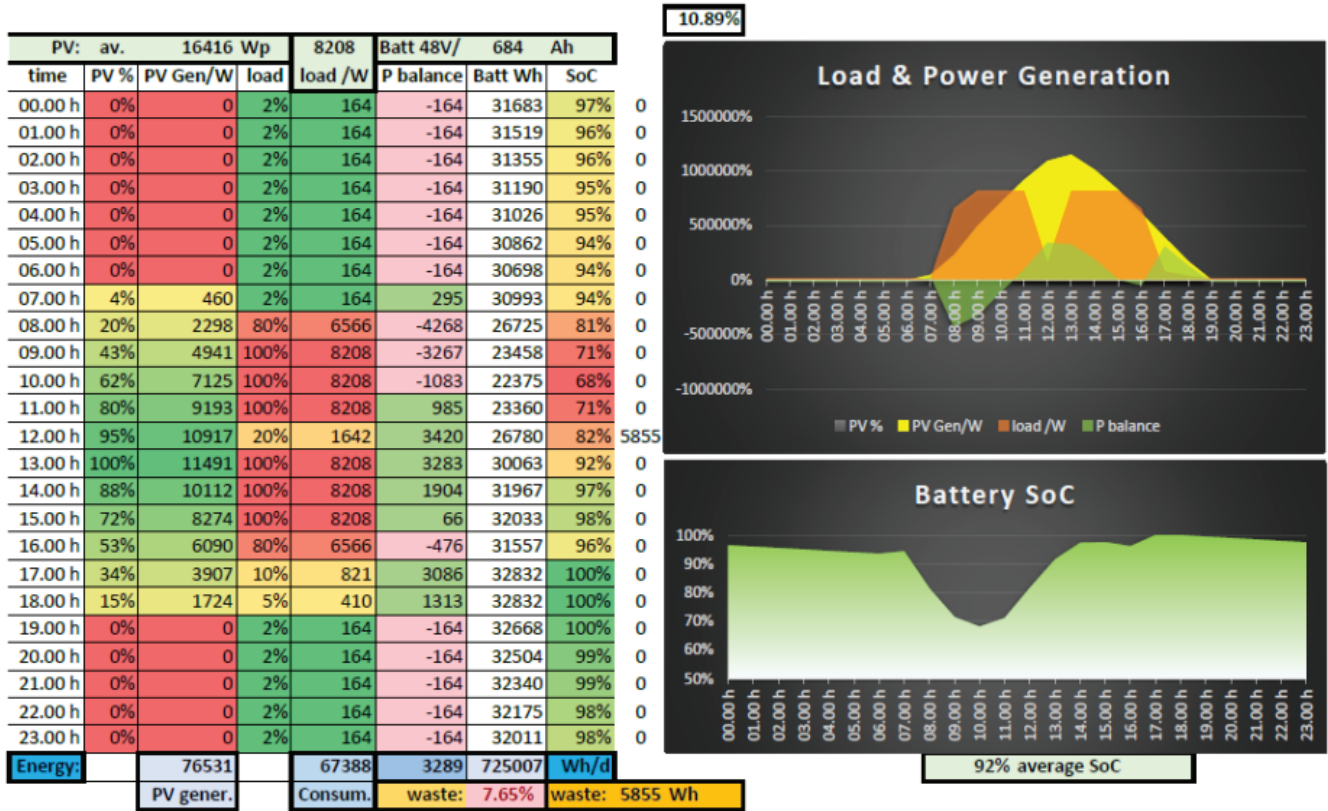 10.89%
PV: av. 16416 Wp 8208 Batt 48V/ 684 Ah
time PV % PV Gen/W load load /W P balance Batt Wh SoC
00.00 h 0% 0 2% 164 -164 31683 97% 0
01.00 h 0% 0 2% 164 -164 31519 96% 0
02.00 h 0% 0 2% 164 -164 31355 96% 0
03.00 h 0% 0 2% 164 -164 31190 95% 0
04.00 h 0% 0 2% 164 -164 31026 95% 0
05.00 h 0% 0 2% 164 -164 30862 94% 0
06.00 h 0% 0 2% 164 -164 30698 94% 0
07.00 h 4% 460 2% 164 295 30993 94% 0
08.00 h 20% 2298 80% 6566 -4268 26725 81% 0
09.00 h 43% 4941 100% 8208 -3267 23458 71% 0
10.00 h 62% 7125 100% 8208 -1083 22375 68% 0
11.00 h 80% 9193 100% 8208 985 23360 71% 0
12.00 h 95% 10917 20% 1642 3420 26780 82% 5855
13.00 h 100% 11491 100% 8208 3283 30063 92% 0
14.00 h 88% 10112 100% 8208 1904 31967 97% 0
15.00 h 72% 8274 100% 8208 66 32033 98% 0
16.00 h 53% 6090 80% 6566 -476 31557 96% 0
17.00 h 34% 3907 10% 821 3086 32832 100% 0
18.00 h 15% 1724 5% 410 1313 32832 100% 0
19.00 h 0% 0 2% 164 -164 32668 100% 0
20.00 h 0% 0 2% 164 -164 32504 99% 0
21.00 h 0% 0 2% 164 -164 32340 99% 0
22.00 h 0% 0 2% 164 -164 32175 98% 0
23.00 h 0% 0 2% 164 -164 32011 98% 0
Energy: 76531 67388 3289 725007 Wh/d
PV gener. Consum. waste: 7.65% waste: 5855 Wh
Load & Power Generation
1500000%
1000000%
500000%
0%
-500000%
-1000000%
00.00 h 01.00 h 02.00 h 03.00 h 04.00 h 05.00 h 06.00 h 07.00 h 08.00 h 09.00 h 10.00 h 11.00 h 12.00 h 13.00 h 14.00 h 15.00 h 16.00 h 17.00 h 18.00 h 19.00 h 20.00 h 21.00 h 22.00 h 23.00 h
PV % PV Gen/W load /W P balance
Battery SoC
100%
90%
80%
70%
60%
50%
00.00 h 01.00 h 02.00 h 03.00 h 04.00 h 05.00 h 06.00 h 07.00 h 08.00 h 09.00 h 10.00 h 11.00 h 12.00 h 13.00 h 14.00 h 15.00 h 16.00 h 17.00 h 18.00 h 19.00 h 20.00 h 21.00 h 22.00 h 23.00 h
92% average SoC